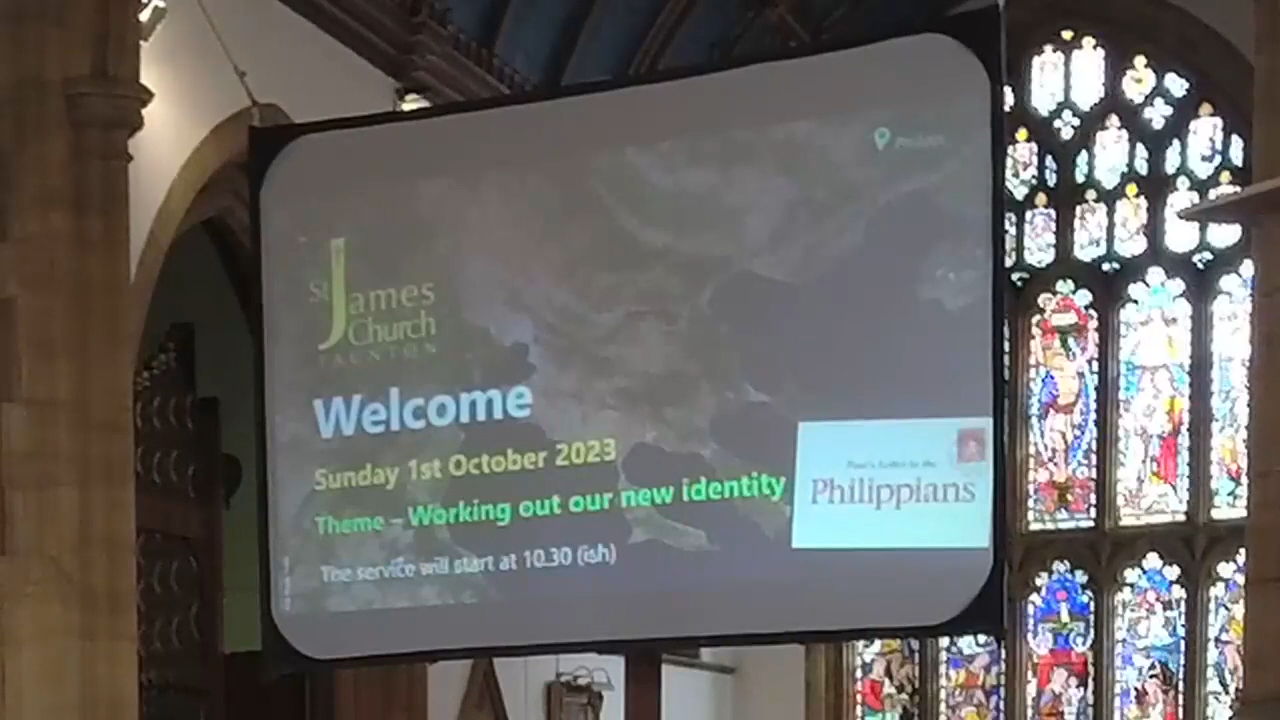 St James
Church
TAUNTON
Welcome
Sunday 1st October 2023
Theme – Working out our new identity
The service will start at 10.30 (ish)
Paul's Letter to the
Philippians